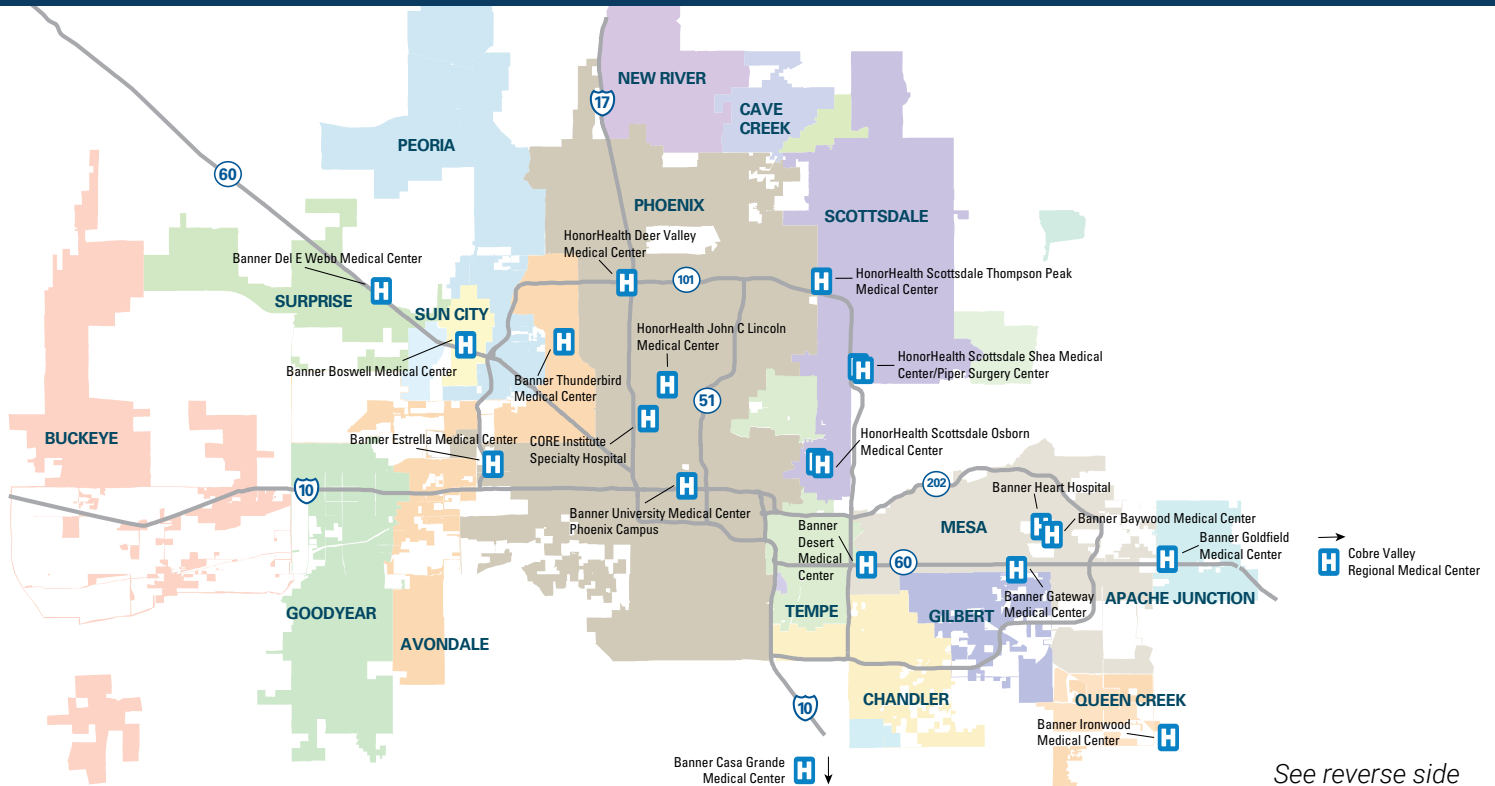 NEW RIVER
17
CAVE
CREEK
PEORIA
60
PHOENIX
SCOTTSDALE
HonorHealth Deer Valley
Medical Center
H
101
Banner Del E Webb Medical Center
H
SURPRISE
H
HonorHealth Scottsdale Thompson Peak
Medical Center
SUN CITY
H
Banner Boswell Medical Center
H
Banner Thunderbird
Medical Center
HonorHealth John C Lincoln
Medical Center
H
51
H
HonorHealth Scottsdale Shea Medical
Center/Piper Surgery Center
BUCKEYE
Banner Estrella Medical Center
H
H
CORE Institute
Specialty Hospital
HonorHealth Scottsdale Osborn
Medical Center
H
10
H
Banner University Medical Center
Phoenix Campus
202
Banner Heart Hospital
H
H
Banner Baywood Medical Center
MESA
Banner
Desert
Medical
Center
H
60
H
Banner Gateway
Medical Center
H
Banner Goldfield
Medical Center
H
Cobre Valley
Regional Medical Center
GOODYEAR
AVONDALE
TEMPE
GILBERT
APACHE JUNCTION
CHANDLER
QUEEN CREEK
10
Banner Ironwood
Medical Center
H
Banner Casa Grande
Medical Center
H
See reverse side